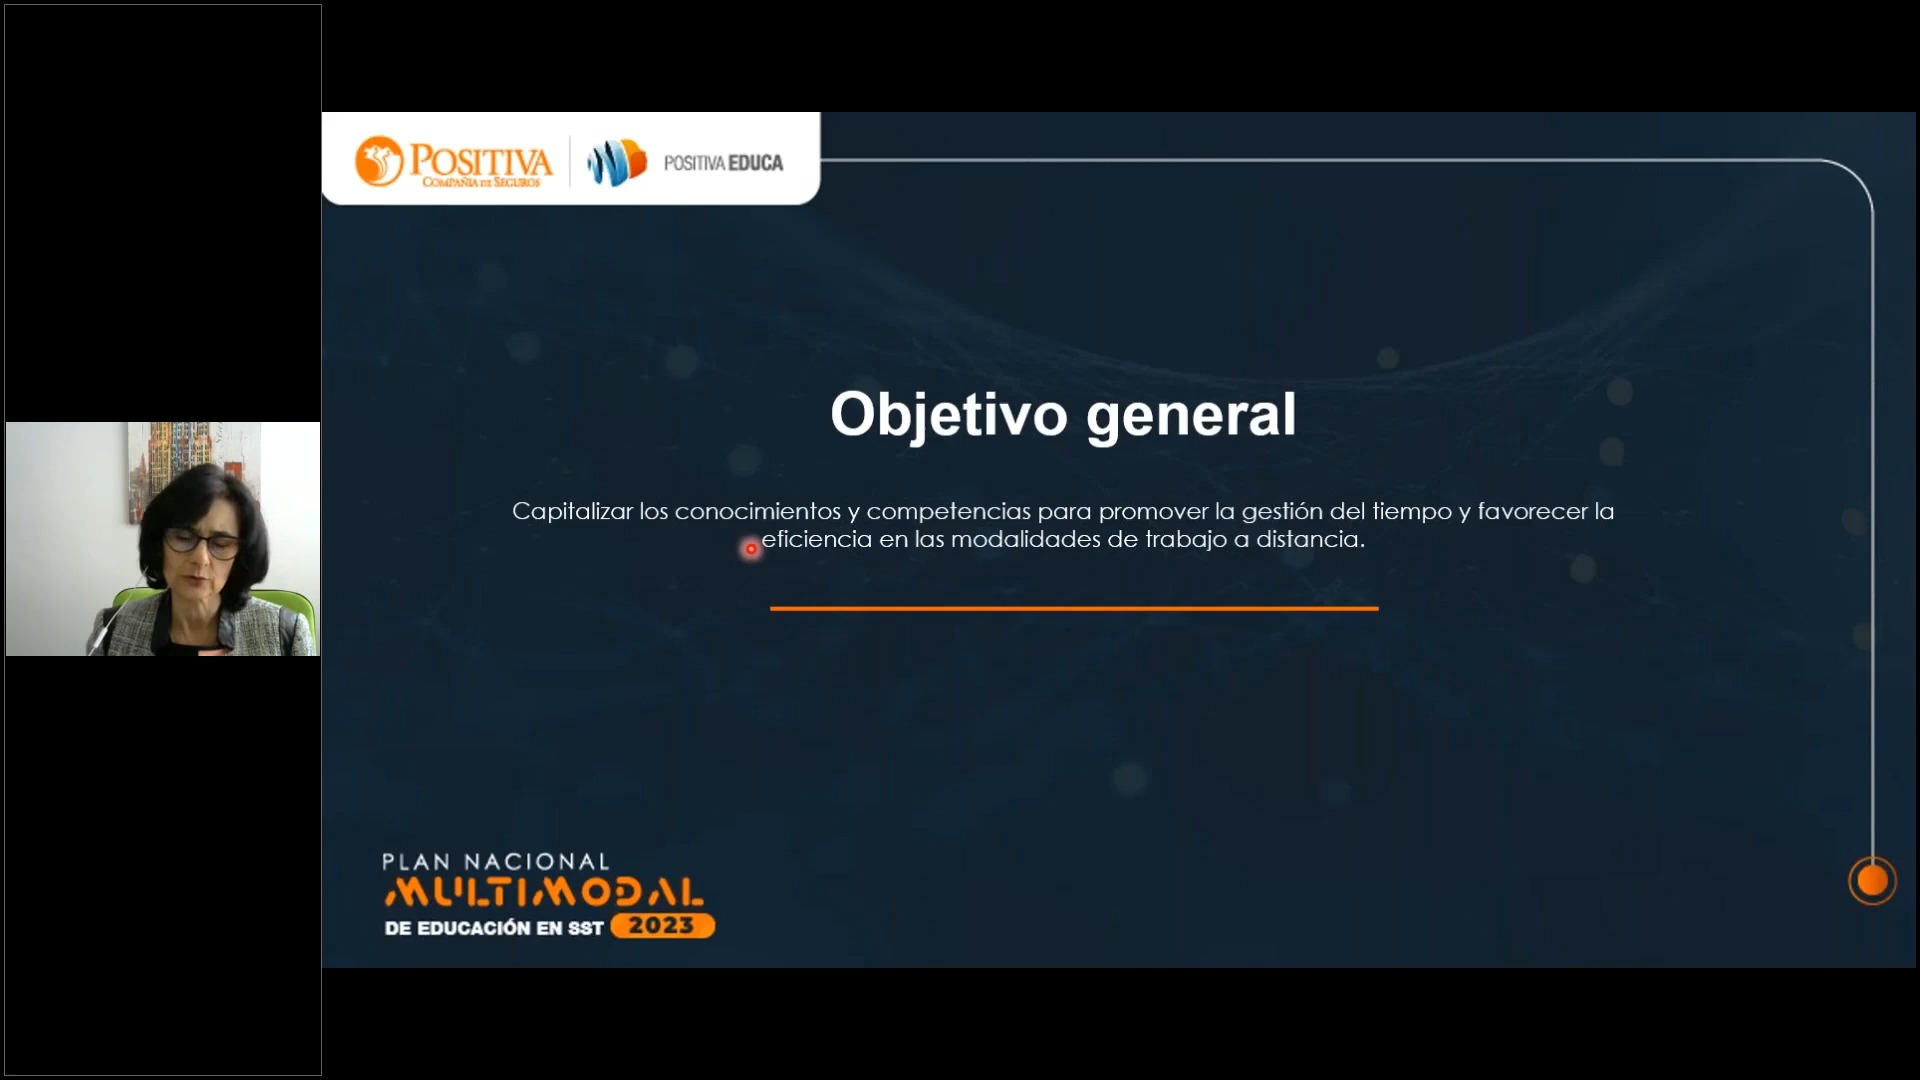 POSITIVA
COMPAÑIA DE SEGUROS
POSITIVA EDUCA
Objetivo general
Capitalizar los conocimientos y competencias para promover la gestión del tiempo y favorecer la
eficiencia en las modalidades de trabajo a distancia.
PLAN NACIONAL
MULTIMODAL
DE EDUCACIÓN EN SST 2023